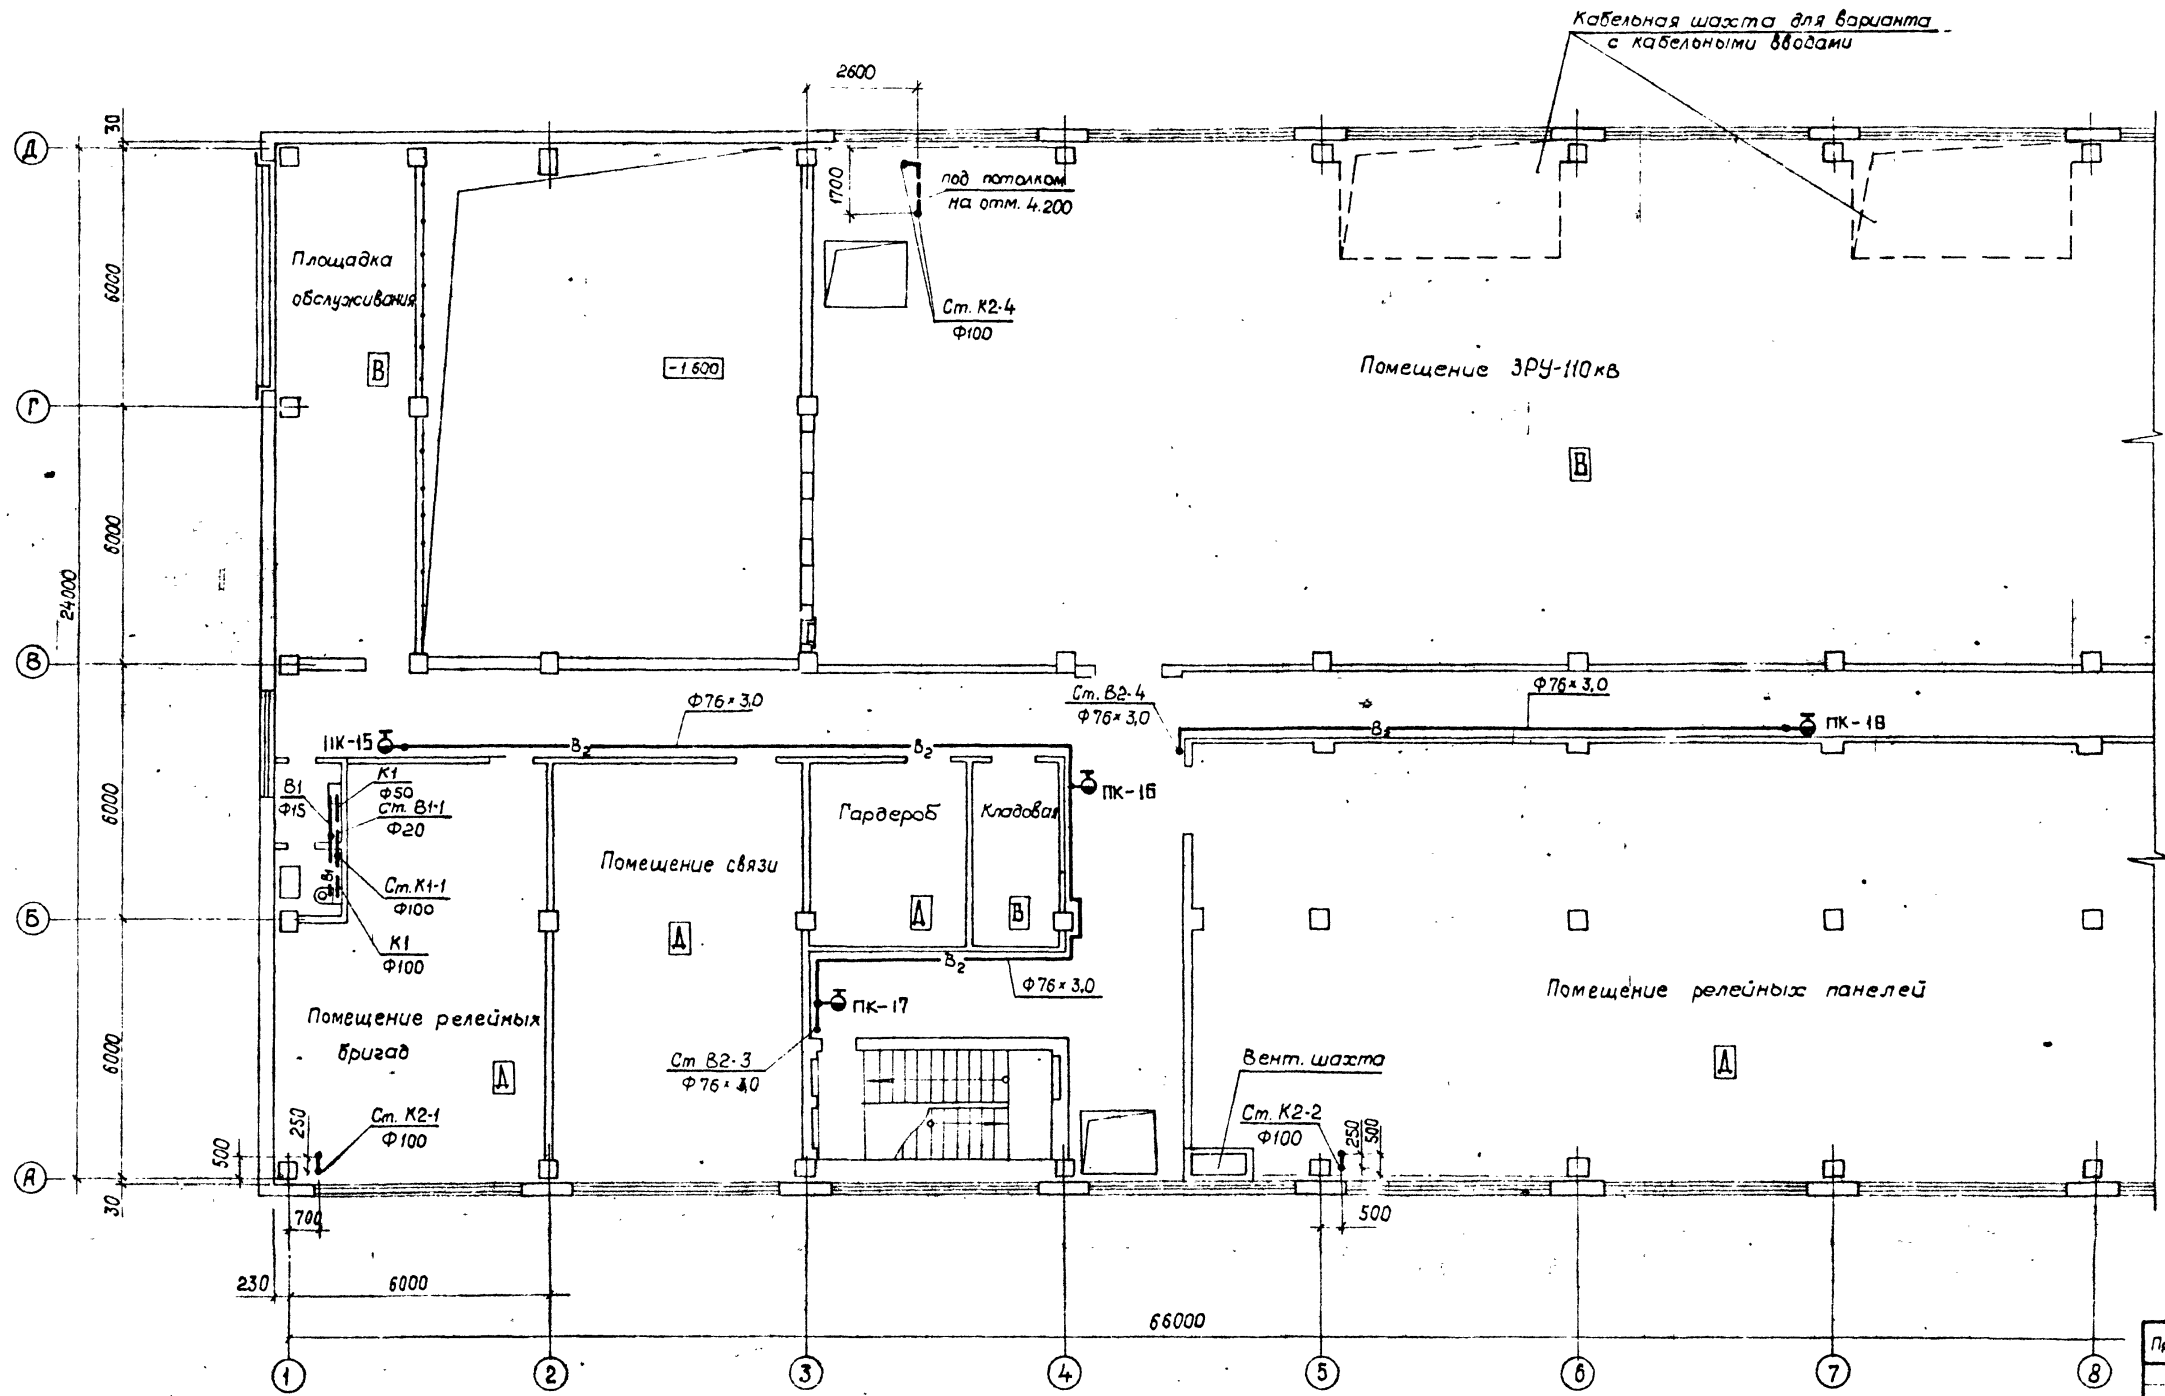 Кабельная шахта для варианта
с кабельными вводами
2600
30
Д
1700
под потолком
на отм. 4.200
Площадка
обслуживания
6000
Ст. К2-4
Ф100
В
-1 600
Помещение ЗРУ-110кв
Г
В
6000
24000
В
Ф76×3,0
Ст. В2-4
Ф76×3,0
Ф76×3,0
ПК-15
В2
В2
В2
ПК-18
В1
Ф15
К1
Ф50
Ст. В1-1
Ф20
ПК-16
6000
Гардероб
Кладовая
Помещение связи
В1
Ст. К1-1
Ф100
Б
Д
Д
В
К1
Ф100
В2
Ф76×3,0
ПК-17
Помещение релейных панелей
Помещение релейных
бригад
6000
Д
Ст В2-3
Ф76×3,0
Вент. шахта
Д
250
500
Ст. К2-1
Ф100
Ст. К2-2
Ф100
250
500
А
30
700
500
230
6000
66000
1
2
3
4
5
6
7
8